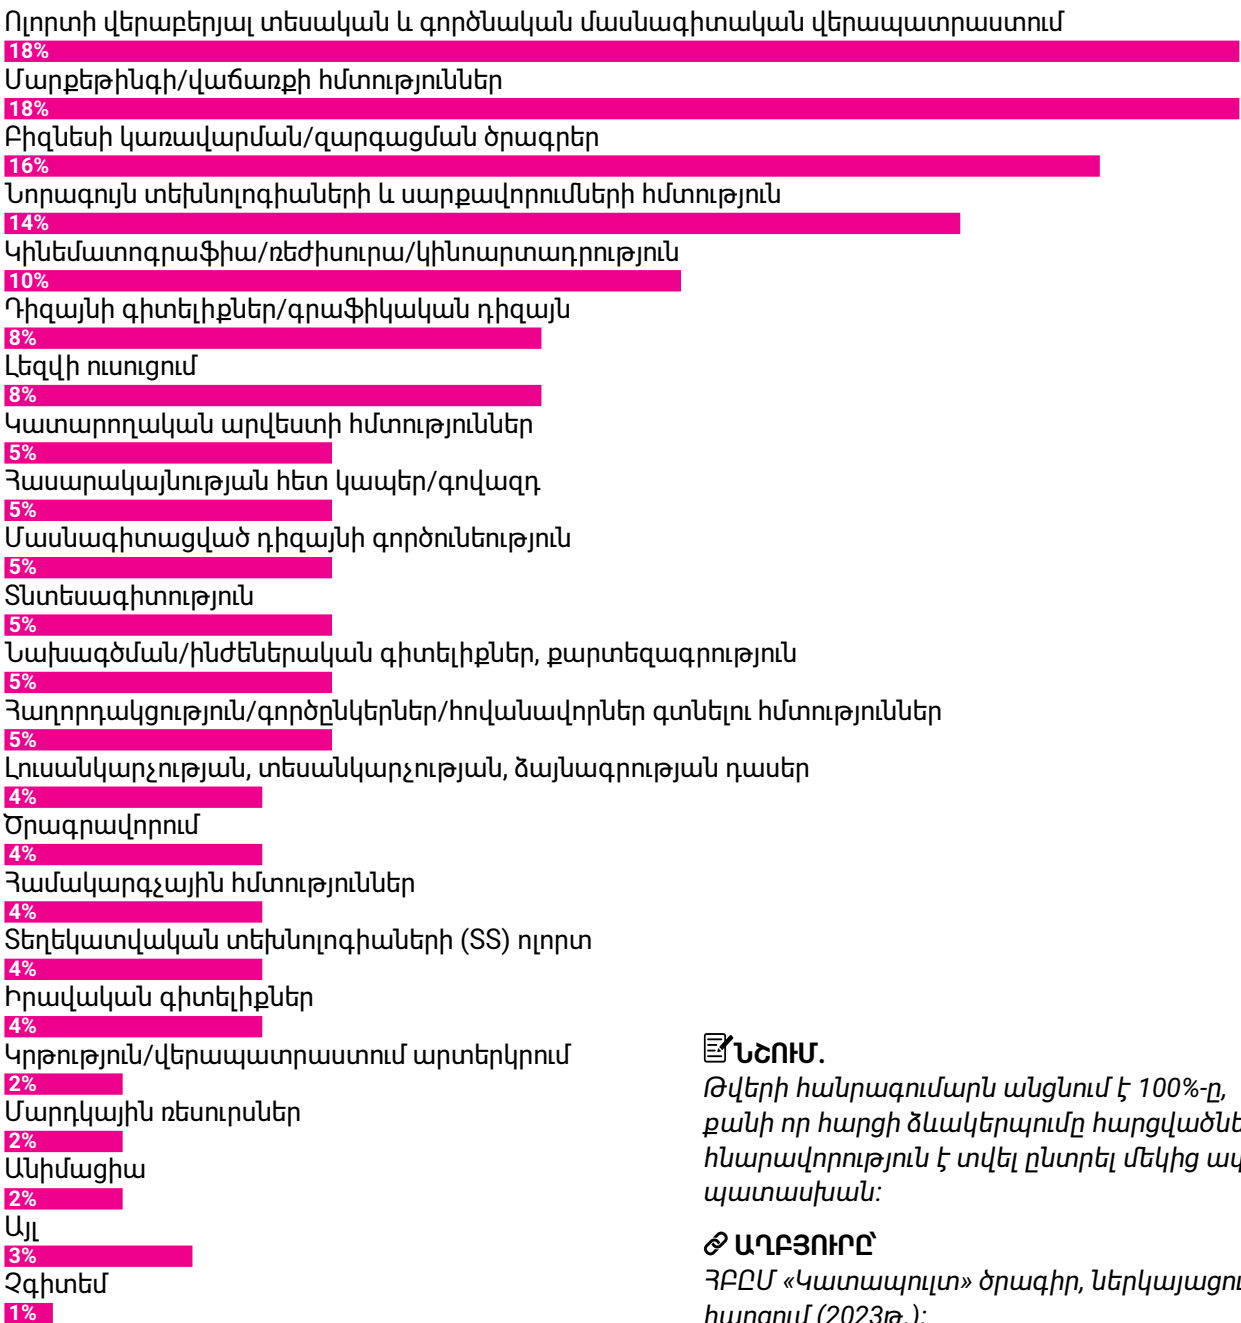 Ոլորտի վերաբերյալ տեսական և գործնական մասնագիտական վերապատրաստում
18%
Մարքեթինգի/վաճառքի հմտություններ
18%
Բիզնեսի կառավարման/զարգացման ծրագրեր
16%
Նորագույն տեխնոլոգիաների և սարքավորումների հմտություն
14%
Կինեմատոգրաֆիա/ռեժիսուրա/կինոարտադրություն
10%
Դիզայնի գիտելիքներ/գրաֆիկական դիզայն
8%
Լեզվի ուսուցում
8%
Կատարողական արվեստի հմտություններ
5%
Հասարակայնության հետ կապեր/գովազդ
5%
Մասնագիտացված դիզայնի գործունեություն
5%
Տնտեսագիտություն
5%
Նախագծման/ինժեներական գիտելիքներ, քարտեզագրություն
5%
Հաղորդակցություն/գործընկերներ/հովանավորներ գտնելու հմտություններ
5%
Լուսանկարչության, տեսանկարչության, ձայնագրության դասեր
4%
Ծրագրավորում
4%
Համակարգչային հմտություններ
4%
Տեղեկատվական տեխնոլոգիաների (ՏՏ) ոլորտ
4%
Իրավական գիտելիքներ
4%
Կրթություն/վերապատրաստում արտերկրում
2%
Մարդկային ռեսուրսներ
2%
Անիմացիա
2%
Այլ
3%
Չգիտեմ
1%
ՆՇՈՒՄ.
Թվերի հանրագումարն անցնում է 100%-ը,
քանի որ հարցի ձևակերպումը հարցվածնե
հնարավորություն է տվել ընտրել մեկից ավ
պատասխան:
ԱՂԲՅՈՒՐԸ՝
ՀԲԸՄ «Կատապուլտ» ծրագիր, ներկայացու
հարցում (2023թ.):